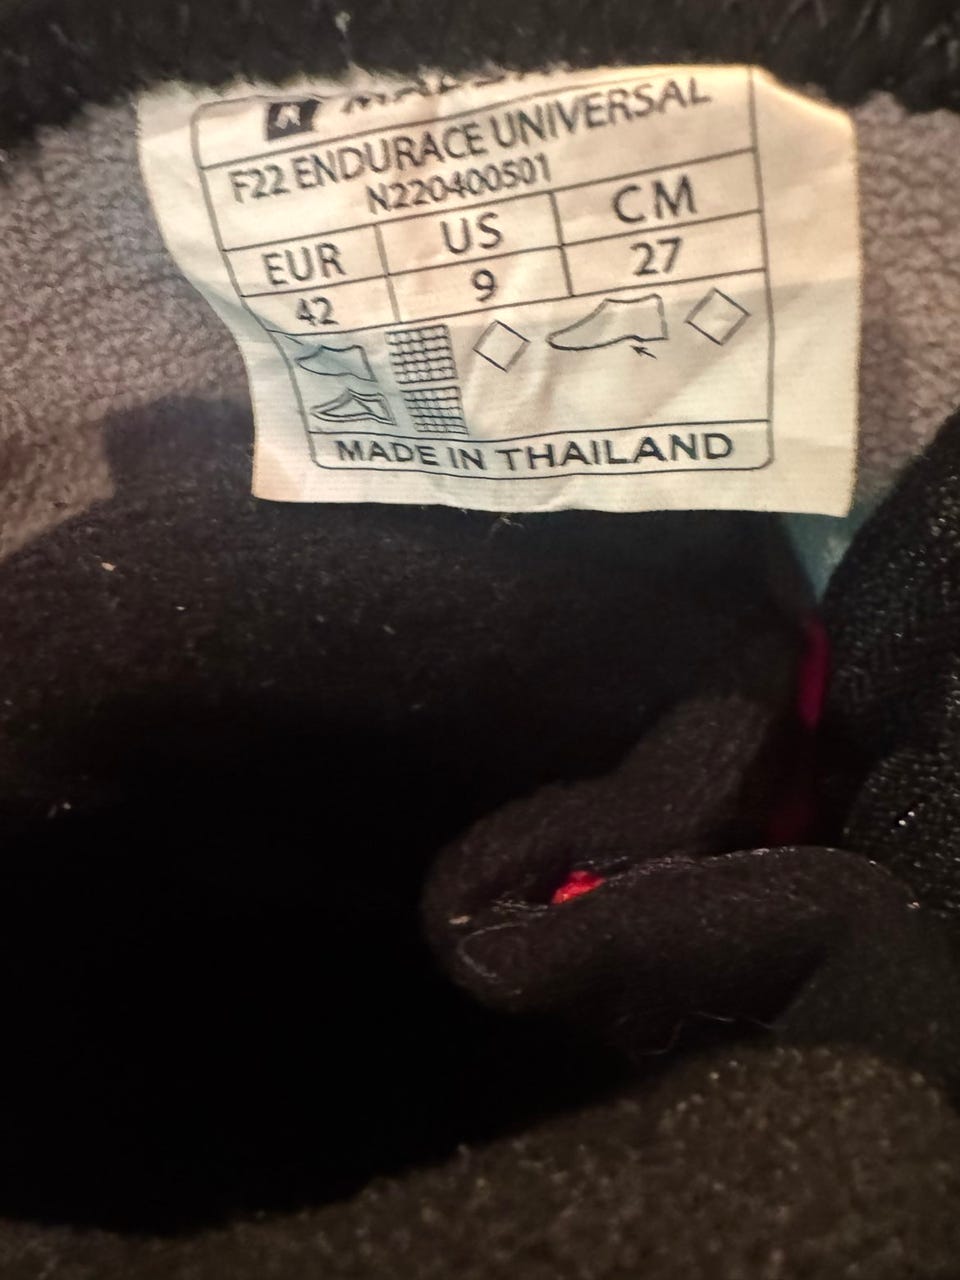 F22 ENDURACE UNIVERSAL
N220400501
EUR US CM
42 9 27
MADE IN THAILAND